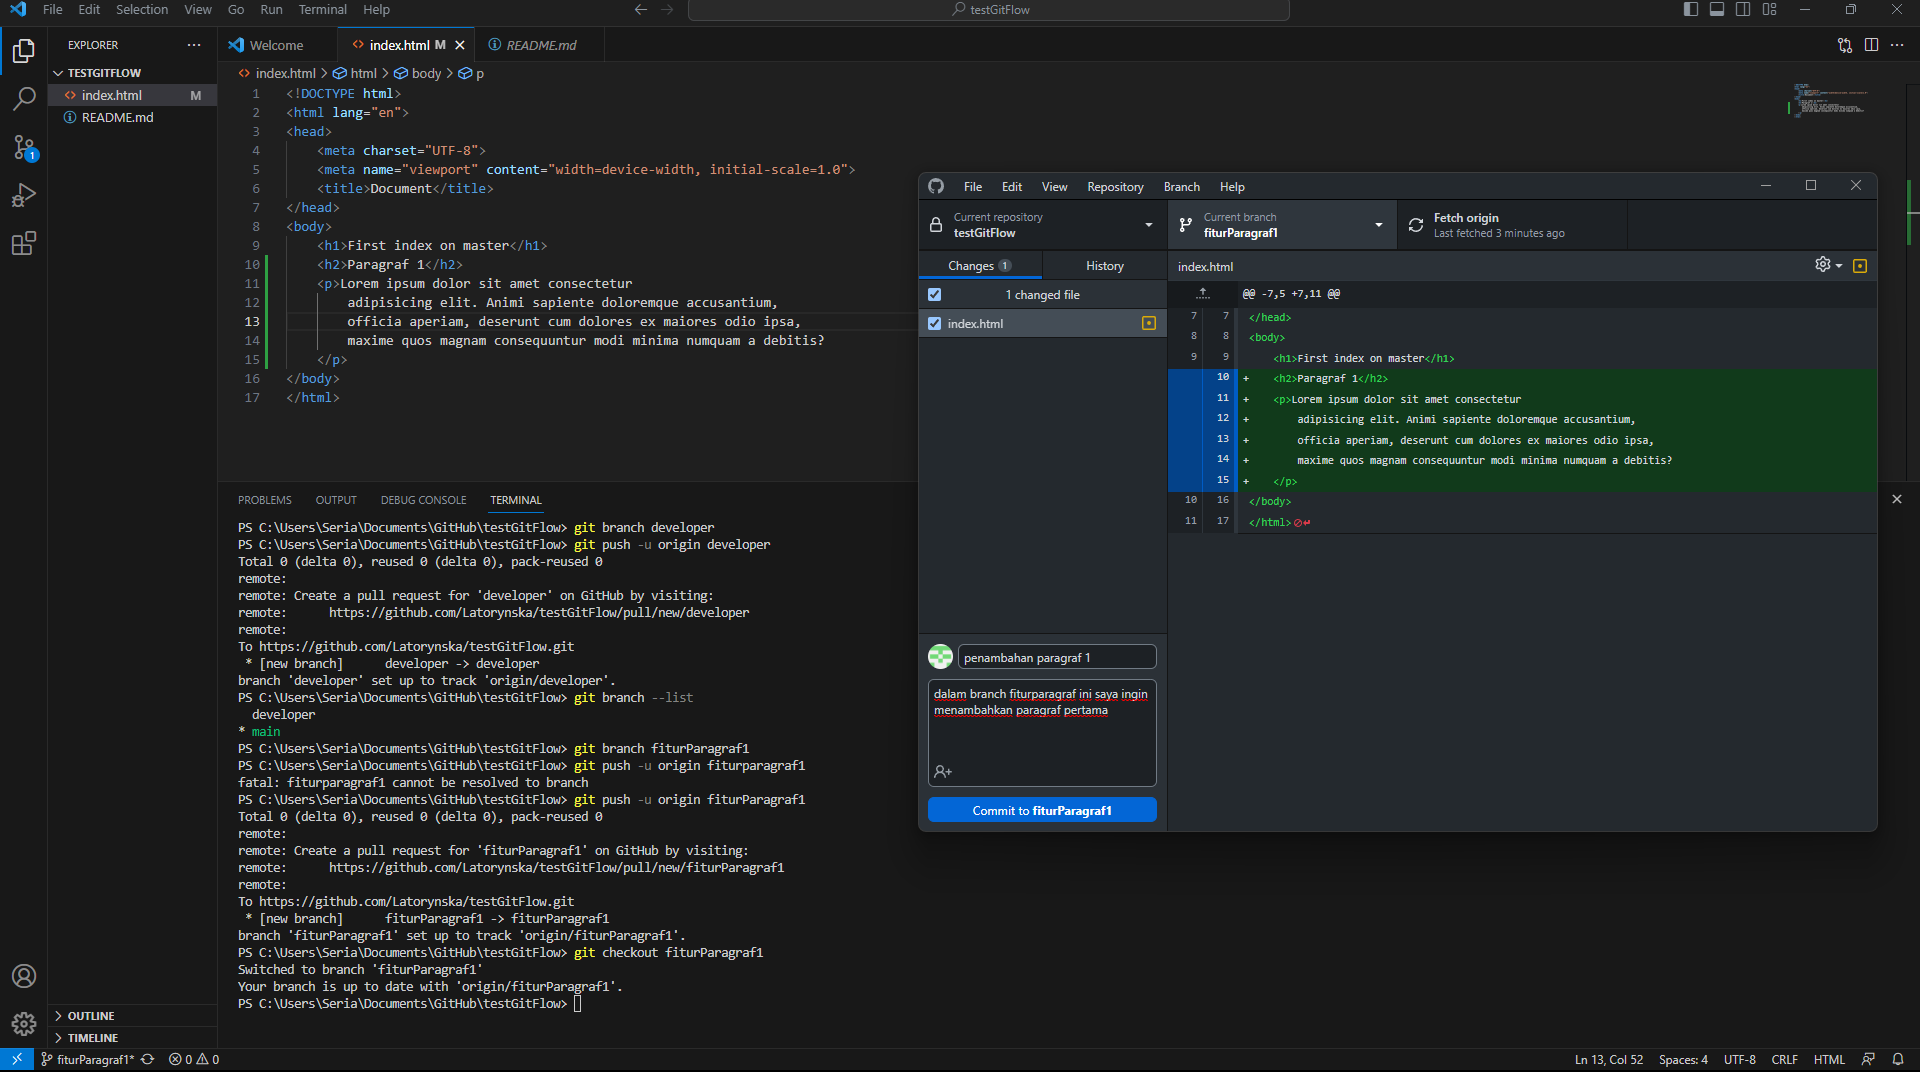 File Edit Selection View Go Run Terminal Help
testGitFlow
EXPLORER
TESTGITFLOW
index.html M
README.md
1
OUTLINE
TIMELINE
Welcome
index.html M
README.md
index.html > html > body > p
1 <!DOCTYPE html>
2 <html lang="en">
3 <head>
4 <meta charset="UTF-8">
5 <meta name="viewport" content="width=device-width, initial-scale=1.0">
6 <title>Document</title>
7 </head>
8 <body>
9 <h1>First index on master</h1>
10 <h2>Paragraf 1</h2>
11 <p>Lorem ipsum dolor sit amet consectetur
12 adipisicing elit. Animi sapiente doloremque accusantium,
13 officia aperiam, deserunt cum dolores ex maiores odio ipsa,
14 maxime quos magnam consequuntur modi minima numquam a debitis?
15 </p>
16 </body>
17 </html>
PROBLEMS OUTPUT DEBUG CONSOLE TERMINAL
PS C:\Users\Seria\Documents\GitHub\testGitFlow> git branch developer
PS C:\Users\Seria\Documents\GitHub\testGitFlow> git push -u origin developer
Total 0 (delta 0), reused 0 (delta 0), pack-reused 0
remote:
remote: Create a pull request for 'developer' on GitHub by visiting:
remote: https://github.com/Latorynska/testGitFlow/pull/new/developer
remote:
To https://github.com/Latorynska/testGitFlow.git
* [new branch] developer -> developer
branch 'developer' set up to track 'origin/developer'.
PS C:\Users\Seria\Documents\GitHub\testGitFlow> git branch --list
developer
* main
PS C:\Users\Seria\Documents\GitHub\testGitFlow> git branch fiturParagraf1
PS C:\Users\Seria\Documents\GitHub\testGitFlow> git push -u origin fiturparagraf1
fatal: fiturparagraf1 cannot be resolved to branch
PS C:\Users\Seria\Documents\GitHub\testGitFlow> git push -u origin fiturParagraf1
Total 0 (delta 0), reused 0 (delta 0), pack-reused 0
remote:
remote: Create a pull request for 'fiturParagraf1' on GitHub by visiting:
remote: https://github.com/Latorynska/testGitFlow/pull/new/fiturParagraf1
remote:
To https://github.com/Latorynska/testGitFlow.git
* [new branch] fiturParagraf1 -> fiturParagraf1
branch 'fiturParagraf1' set up to track 'origin/fiturParagraf1'.
PS C:\Users\Seria\Documents\GitHub\testGitFlow> git checkout fiturParagraf1
Switched to branch 'fiturParagraf1'
Your branch is up to date with 'origin/fiturParagraf1'.
PS C:\Users\Seria\Documents\GitHub\testGitFlow>
File Edit View Repository Branch Help
Current repository
testGitFlow
Current branch
fiturParagraf1
Fetch origin
Last fetched 3 minutes ago
Changes 1 History
1 changed file
index.html
index.html
@@ -7,5 +7,11 @@
7 7 </head>
8 8 <body>
9 9 <h1>First index on master</h1>
10 + <h2>Paragraf 1</h2>
11 + <p>Lorem ipsum dolor sit amet consectetur
12 + adipisicing elit. Animi sapiente doloremque accusantium,
13 + officia aperiam, deserunt cum dolores ex maiores odio ipsa,
14 + maxime quos magnam consequuntur modi minima numquam a debitis?
15 + </p>
10 16 </body>
11 17 </html>
penambahan paragraf 1
dalam branch fiturparagraf ini saya ingin
menambahkan paragraf pertama
Commit to fiturParagraf1
fiturParagraf1* 0 0
Ln 13, Col 52 Spaces: 4 UTF-8 CRLF HTML